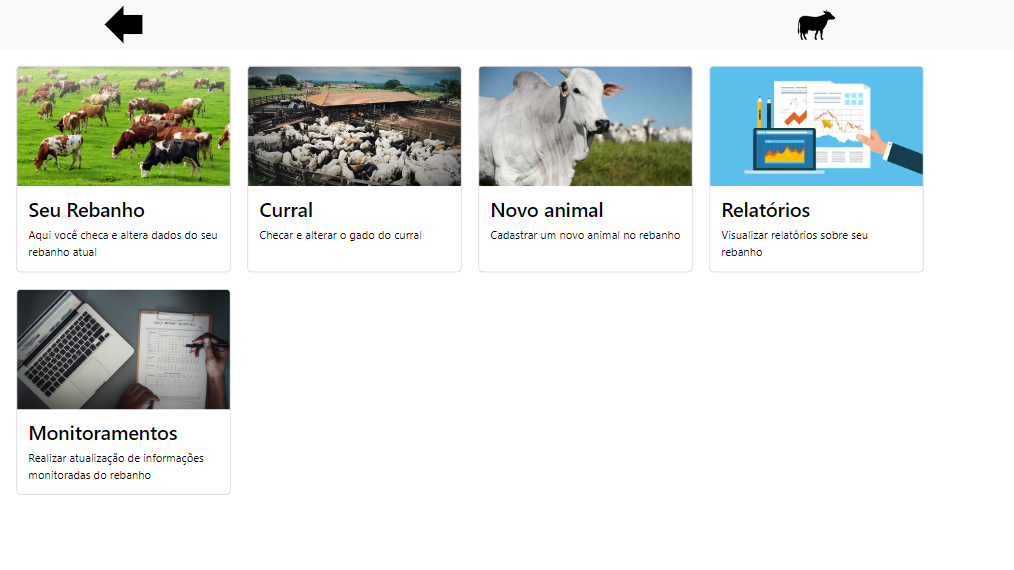 Seu Rebanho
Aqui você checa e altera dados do seu
rebanho atual
Curral
Checar e alterar o gado do curral
Novo animal
Cadastrar um novo animal no rebanho
Relatórios
Visualizar relatórios sobre seu
rebanho
Monitoramentos
Realizar atualização de informações
monitoradas do rebanho